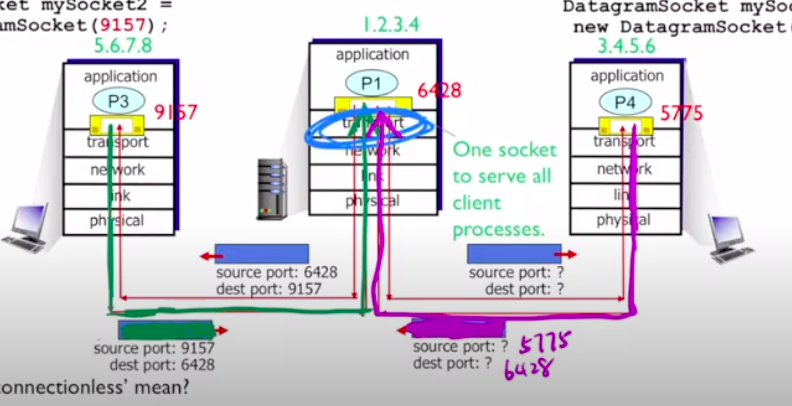 ket mySocket2 =
amSocket(9157);
5.6.7.8
1.2.3.4
DatagramSocket mySoc
new DatagramSocket(
3.4.5.6
application
P3
9157
transport
network
link
physical
application
P1
6428
transport
network
link
physical
One socket
to serve all
client
processes.
application
P4
5775
transport
network
link
physical
source port: 6428
dest port: 9157
source port: ?
dest port: ?
source port: 9157
dest port: 6428
source port: ? 5775
dest port: ? 6428
connectionless' mean?